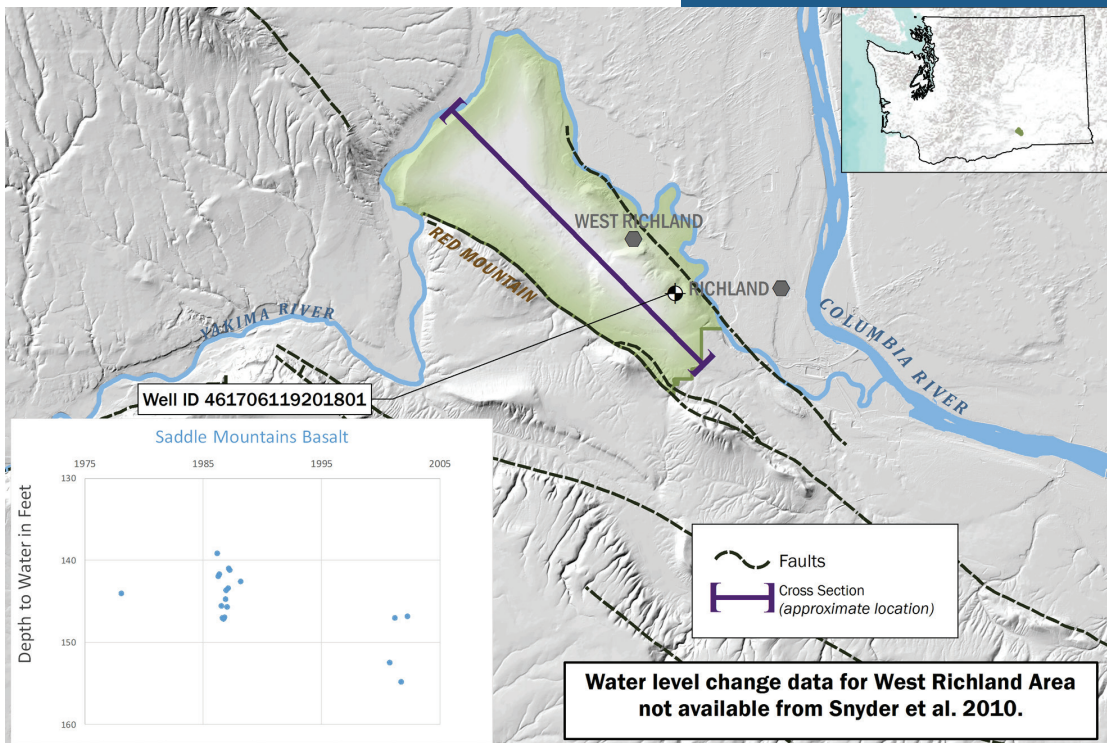 WEST RICHLAND
RED MOUNTAIN
RICHLAND
YAKIMA RIVER
COLUMBIA RIVER
Well ID 461706119201801
Saddle Mountains Basalt
1975 1985 1995 2005
Depth to Water in Feet
130
140
150
160
Faults
Cross Section
(approximate location)
Water level change data for West Richland Area
not available from Snyder et al. 2010.